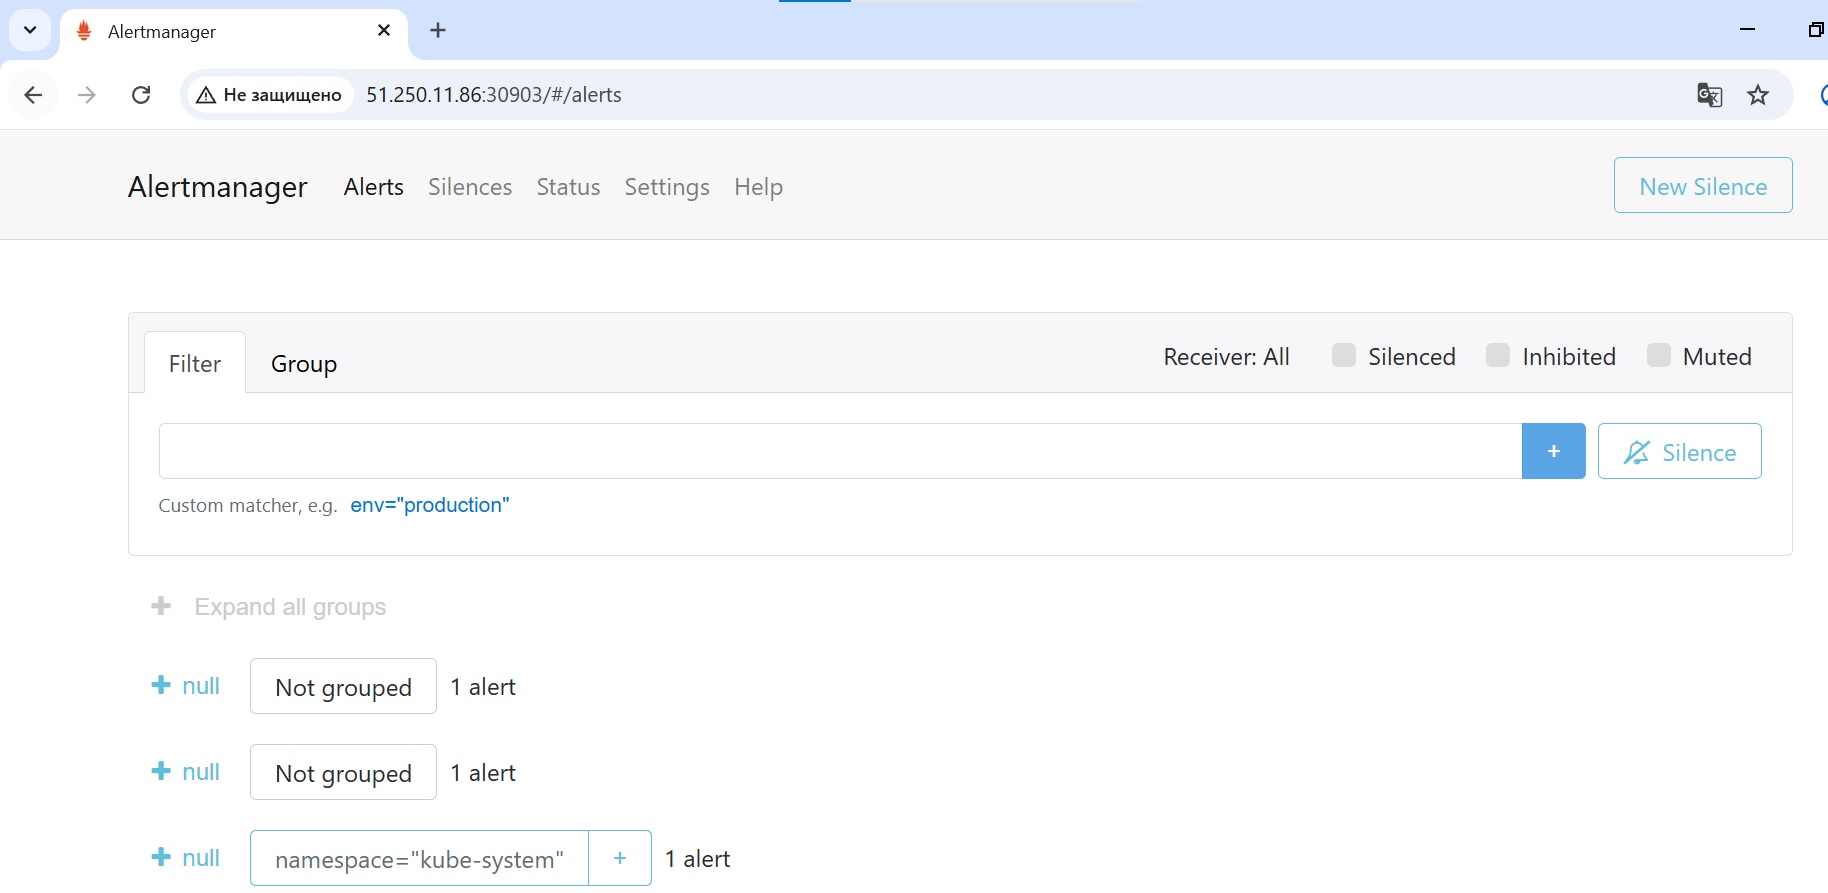 Alertmanager
Не защищено 51.250.11.86:30903/#/alerts
Alertmanager Alerts Silences Status Settings Help New Silence
Filter Group Receiver: All Silenced Inhibited Muted
+ Silence
Custom matcher, e.g. env="production"
+ Expand all groups
+ null Not grouped 1 alert
+ null Not grouped 1 alert
+ null namespace="kube-system" + 1 alert